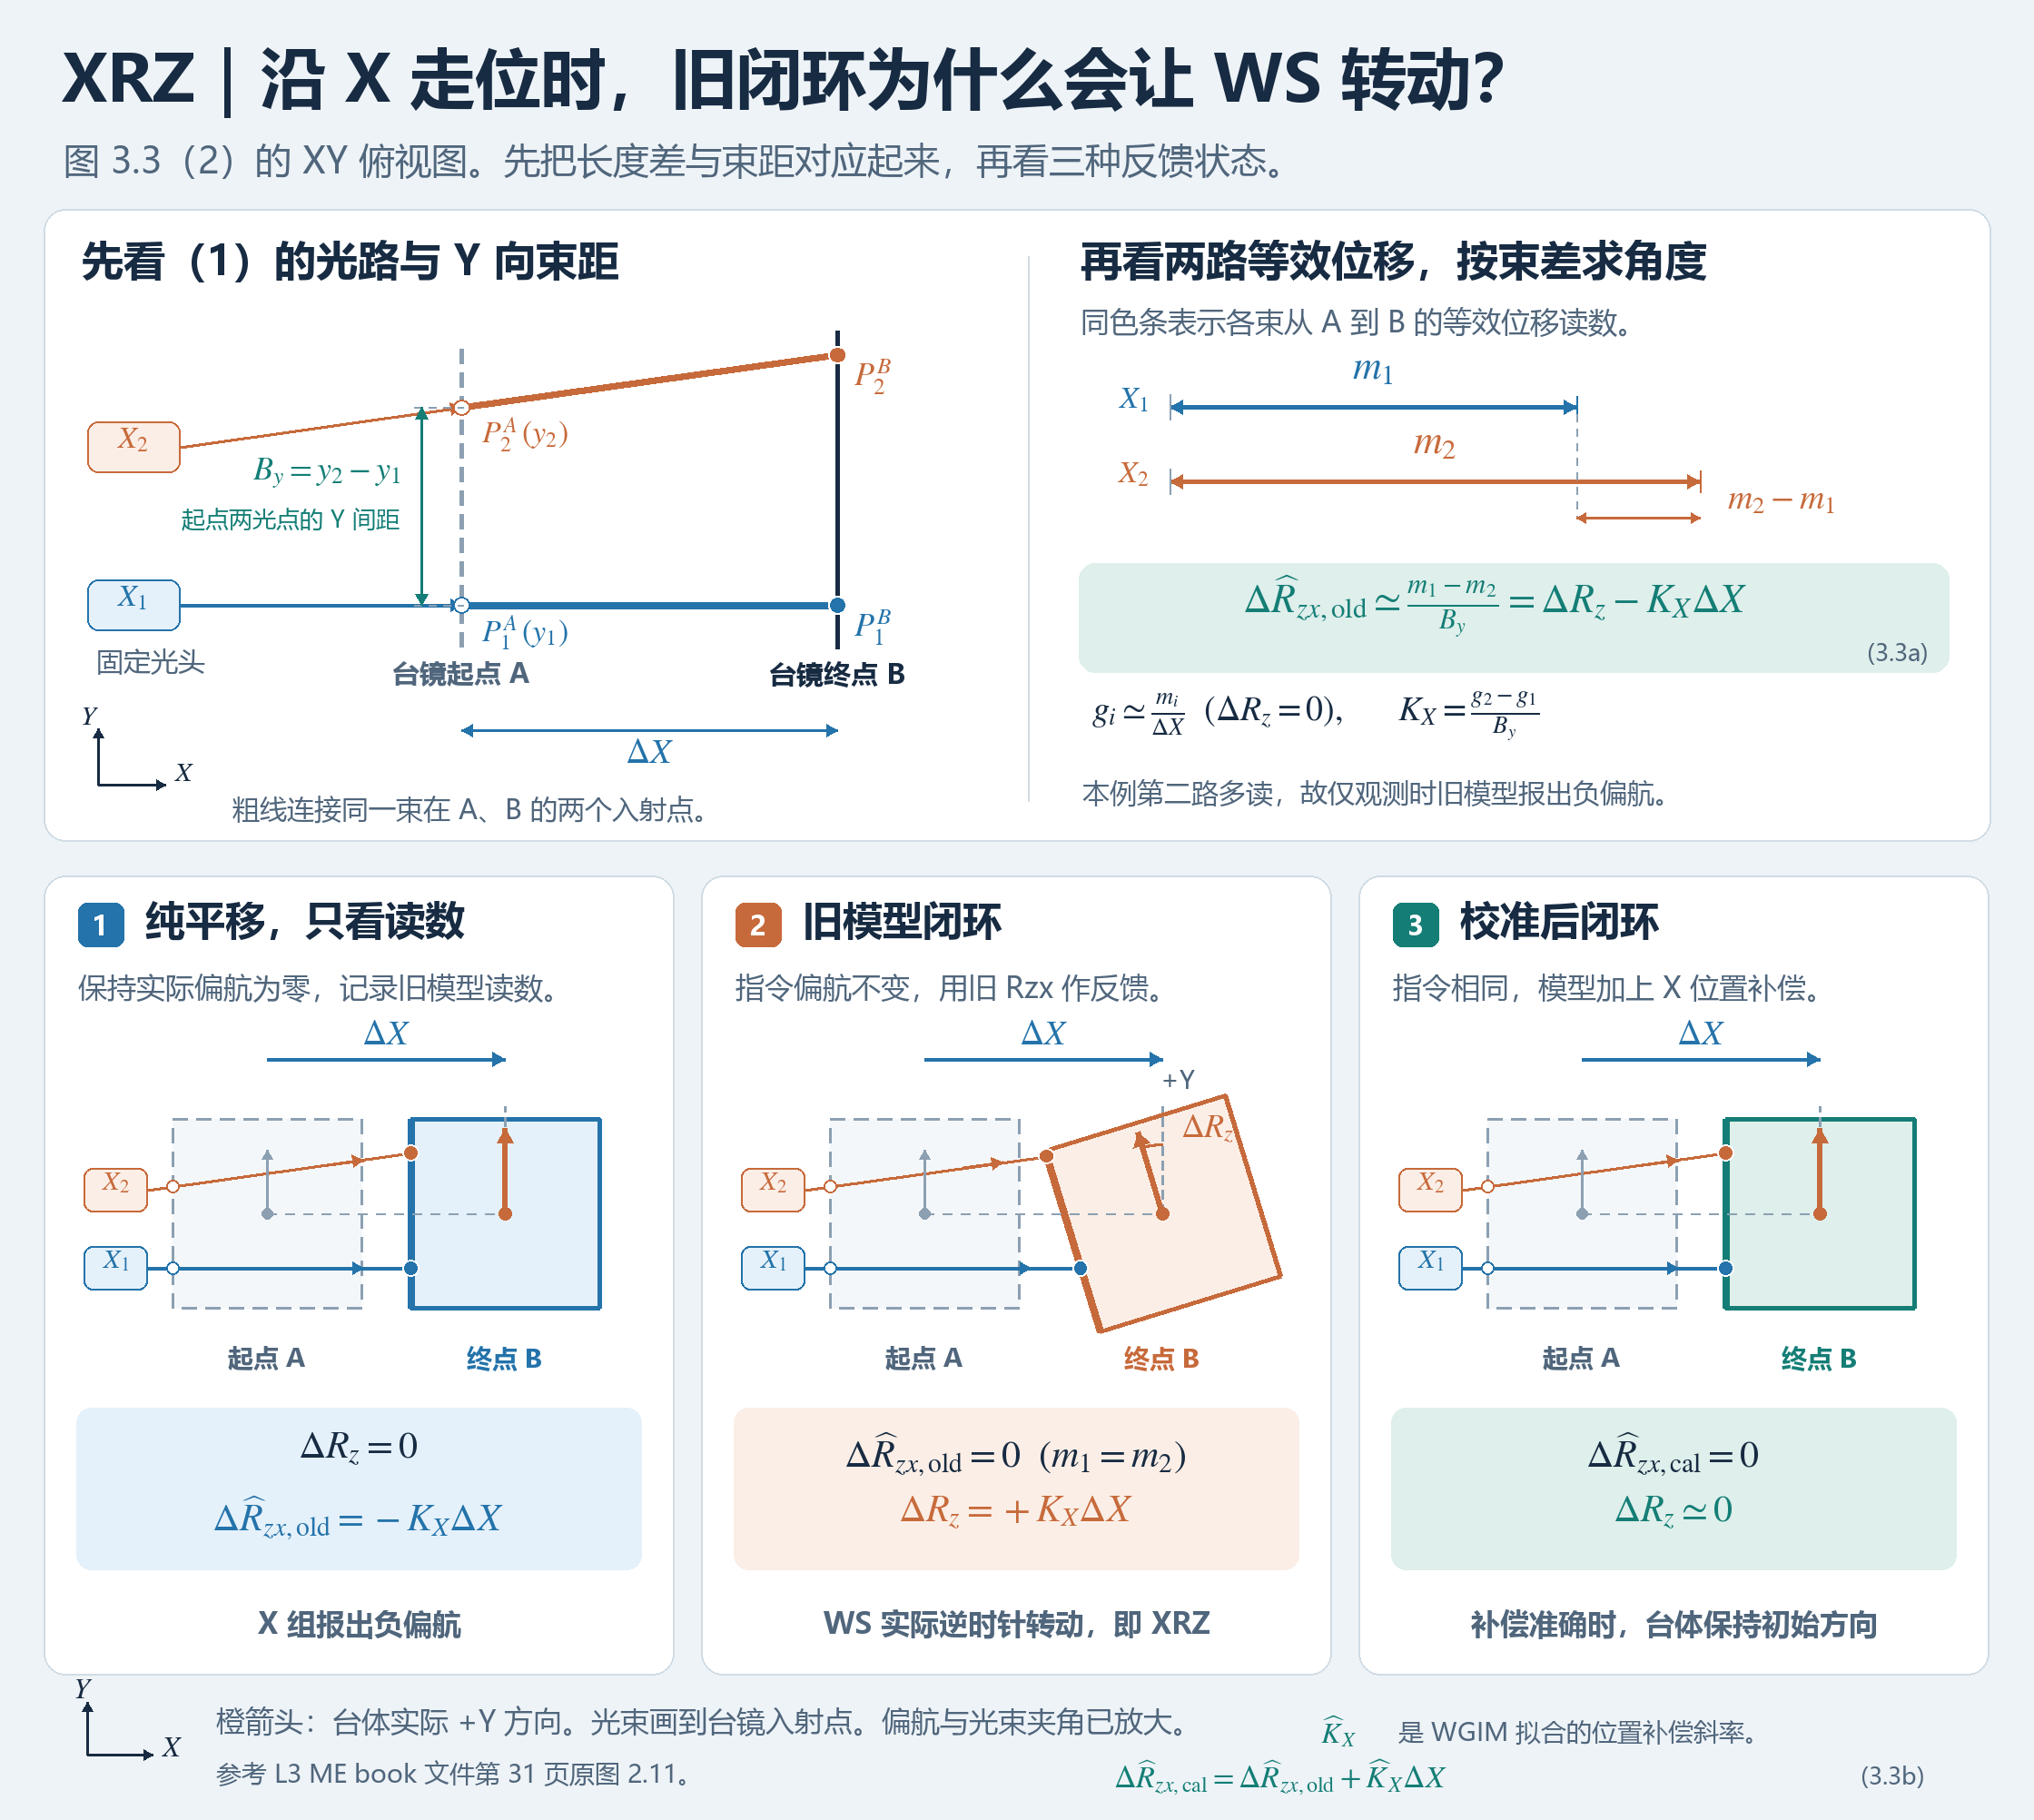 XRZ | 沿 X 走位时，旧闭环为什么会让 WS 转动？
图 3.3（2）的 XY 俯视图。先把长度差与束距对应起来，再看三种反馈状态。
先看（1）的光路与 Y 向束距
P₂ᴮ
X₂
P₂ᴬ(y₂)
B_y = y₂ − y₁
起点两光点的 Y 间距
X₁
P₁ᴬ(y₁)
P₁ᴮ
固定光头
台镜起点 A
台镜终点 B
Y
X
ΔX
粗线连接同一束在 A、B 的两个入射点。
再看两路等效位移，按束差求角度
同色条表示各束从 A 到 B 的等效位移读数。
m₁
X₁
m₂
X₂
m₂ − m₁
ΔR̂_{zx, old} ≃ (m₁ − m₂)/B_y = ΔR_z − K_XΔX
(3.3a)
g_i ≃ m_i/ΔX (ΔR_z = 0), K_X = (g₂ − g₁)/B_y
本例第二路多读，故仅观测时旧模型报出负偏航。
1 纯平移，只看读数
保持实际偏航为零，记录旧模型读数。
ΔX
X₂
X₁
起点 A
终点 B
ΔR_z = 0
ΔR̂_{zx, old} = − K_XΔX
X 组报出负偏航
2 旧模型闭环
指令偏航不变，用旧 Rzx 作反馈。
ΔX
+Y
ΔR_z
X₂
X₁
起点 A
终点 B
ΔR̂_{zx, old} = 0 (m₁ = m₂)
ΔR_z = + K_XΔX
WS 实际逆时针转动，即 XRZ
3 校准后闭环
指令相同，模型加上 X 位置补偿。
ΔX
X₂
X₁
起点 A
终点 B
ΔR̂_{zx, cal} = 0
ΔR_z ≃ 0
补偿准确时，台体保持初始方向
Y
X
橙箭头：台体实际 +Y 方向。光束画到台镜入射点。偏航与光束夹角已放大。
K̂_X 是 WGIM 拟合的位置补偿斜率。
参考 L3 ME book 文件第 31 页原图 2.11。
ΔR̂_{zx, cal} = ΔR̂_{zx, old} + K̂_XΔX
(3.3b)